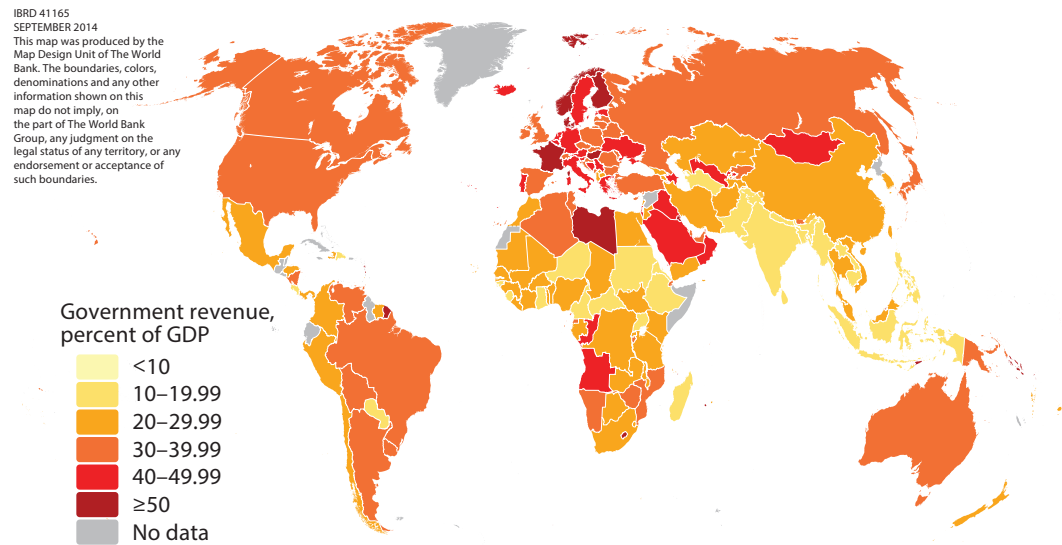 IBRD 41165
SEPTEMBER 2014
This map was produced by the
Map Design Unit of The World
Bank. The boundaries, colors,
denominations and any other
information shown on this
map do not imply, on
the part of The World Bank
Group, any judgment on the
legal status of any territory, or any
endorsement or acceptance of
such boundaries.
Government revenue,
percent of GDP
<10
10–19.99
20–29.99
30–39.99
40–49.99
≥50
No data